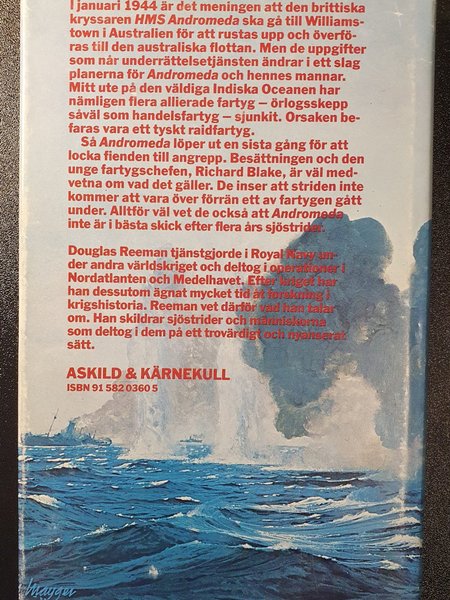 I januari 1944 är det meningen att den brittiska
kryssaren HMS Andromeda ska gå till Williams-
town i Australien för att rustas upp och överfö-
ras till den australiska flottan. Men de uppgifter
som når underrättelsetjänsten ändrar i ett slag
planerna för Andromeda och hennes mannar.
Mitt ute på den väldiga Indiska Oceanen har
nämligen flera allierade fartyg – örlogsskepp
såväl som handelsfartyg – sjunkit. Orsaken be-
faras vara ett tyskt raidfartyg.
Så Andromeda löper ut en sista gång för att
locka fienden till angrepp. Besättningen och den
unge fartygschefen, Richard Blake, är väl med-
vetna om vad det gäller. De inser att striden inte
kommer att vara över förrän ett av fartygen gått
under. Alltför väl vet de också att Andromeda
inte är i bästa skick efter flera års sjöstrider.
Douglas Reeman tjänstgjorde i Royal Navy un-
der andra världskriget och deltog i operationer i
Nordatlanten och Medelhavet. Efter kriget har
han dessutom ägnat mycket tid åt forskning i
krigshistoria. Reeman vet därför vad han talar
om. Han skildrar sjöstrider och människorna
som deltog i dem på ett trovärdigt och nyanserat
sätt.
ASKILD & KÄRNEKULL
ISBN 91 582 0360 5